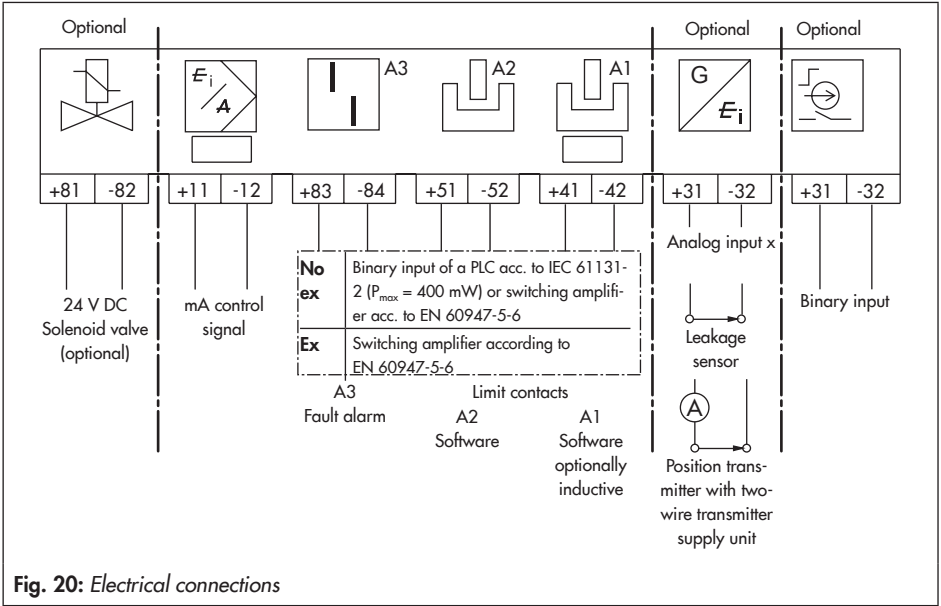 Optional
Optional
Optional
E i / A
A3
A2
A1
G
E i
+81 -82 +11 -12 +83 -84 +51 -52 +41 -42 +31 -32 +31 -32
24 V DC
Solenoid valve
(optional)
mA control
signal
No
ex
Binary input of a PLC acc. to IEC 61131-
2 (Pmax = 400 mW) or switching amplifi-
er acc. to EN 60947-5-6
Ex
Switching amplifier according to
EN 60947-5-6
A3
Fault alarm
Limit contacts
A2
Software
A1
Software
optionally
inductive
Analog input x
Leakage
sensor
A
Position trans-
mitter with two-
wire transmitter
supply unit
Binary input
Fig. 20: Electrical connections